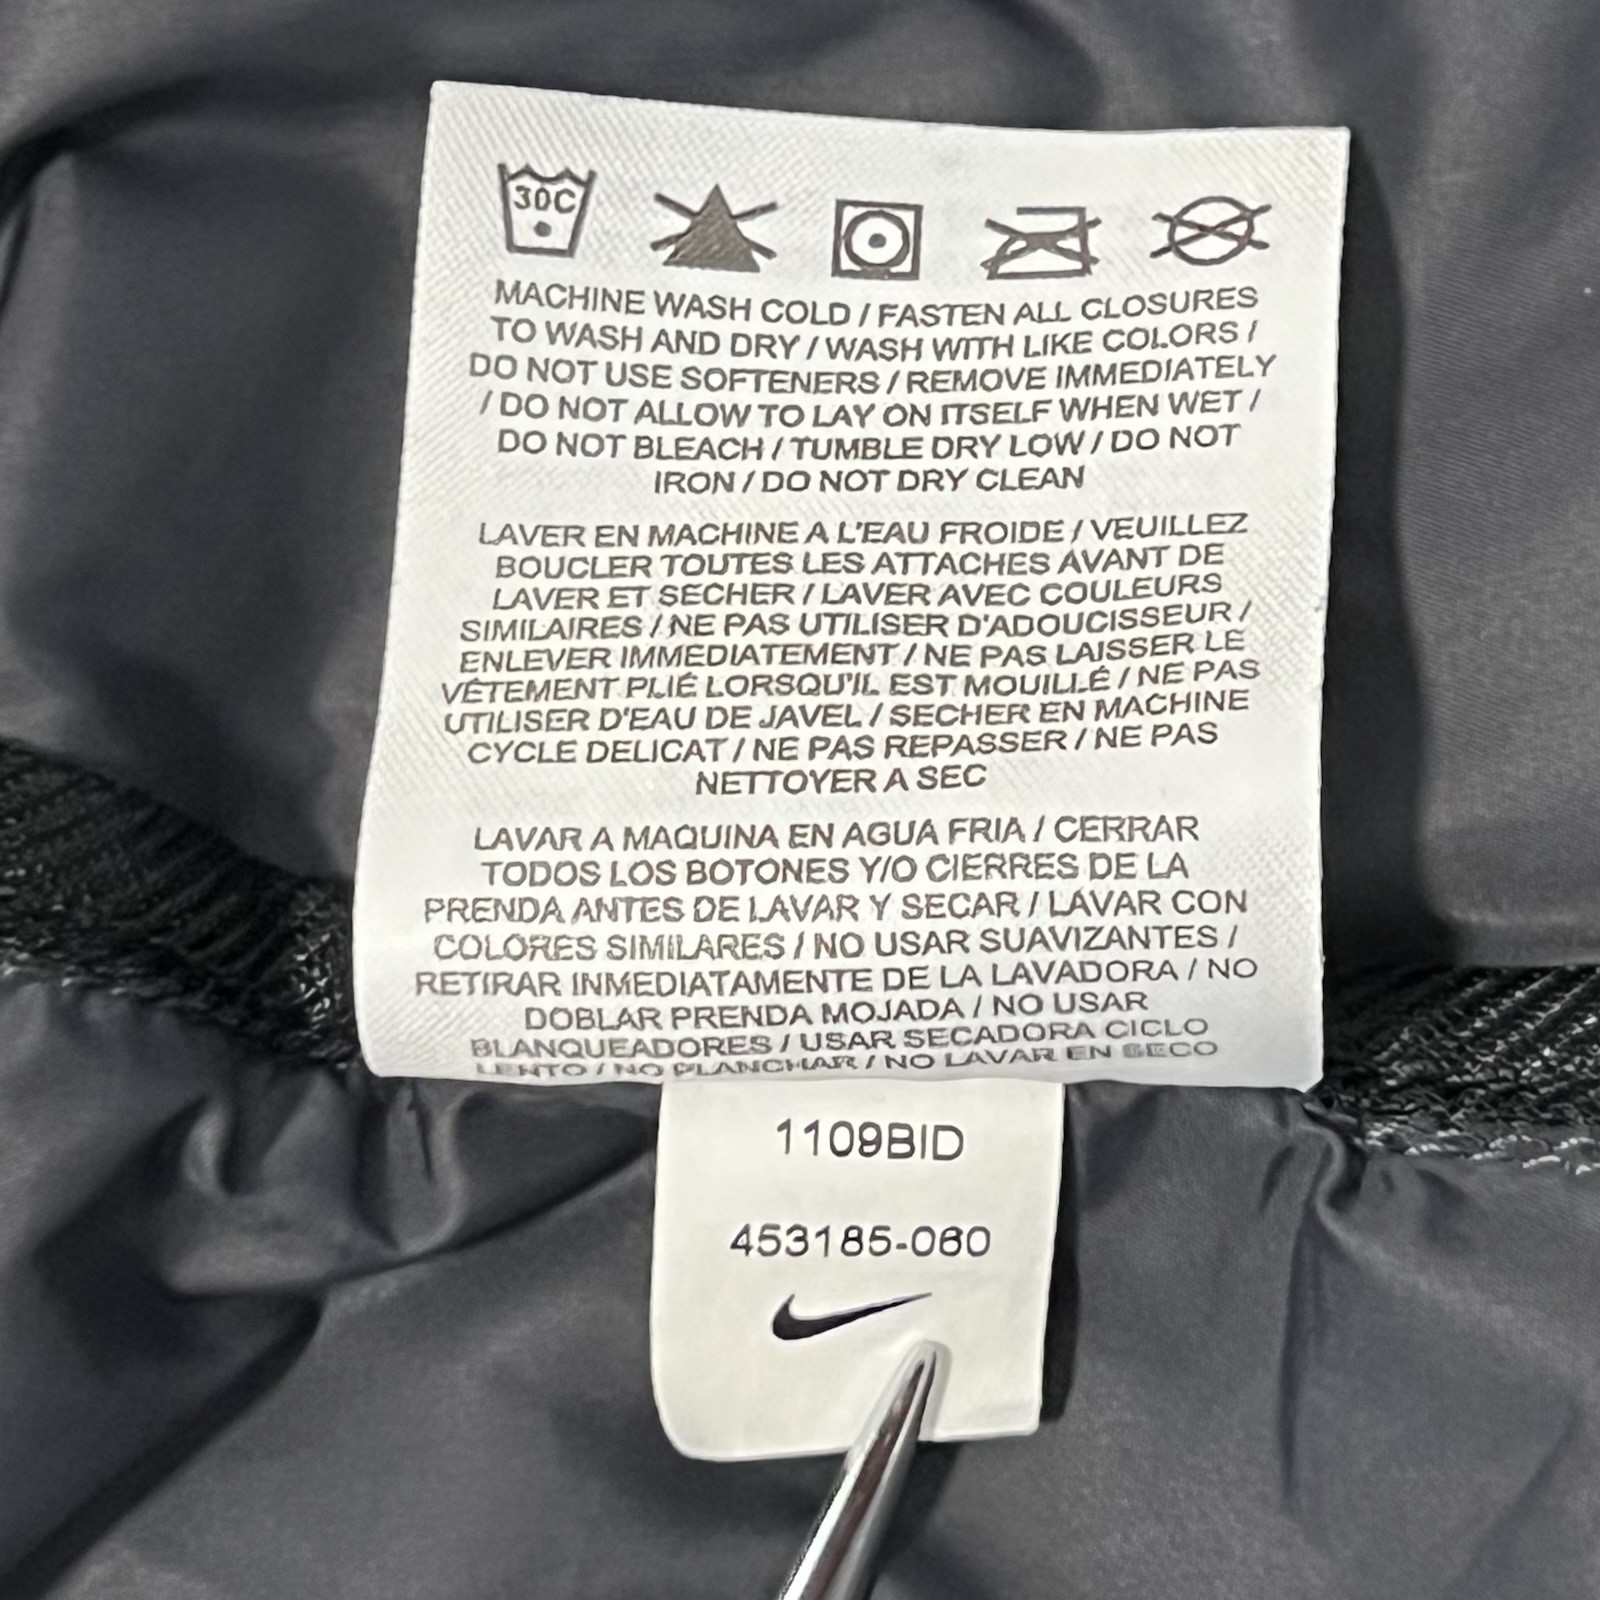 30C
MACHINE WASH COLD / FASTEN ALL CLOSURES
TO WASH AND DRY / WASH WITH LIKE COLORS /
DO NOT USE SOFTENERS / REMOVE IMMEDIATELY
/ DO NOT ALLOW TO LAY ON ITSELF WHEN WET /
DO NOT BLEACH / TUMBLE DRY LOW / DO NOT
IRON / DO NOT DRY CLEAN
LAVER EN MACHINE A L'EAU FROIDE / VEUILLEZ
BOUCLER TOUTES LES ATTACHES AVANT DE
LAVER ET SECHER / LAVER AVEC COULEURS
SIMILAIRES / NE PAS UTILISER D'ADOUCISSEUR /
ENLEVER IMMEDIATEMENT / NE PAS LAISSER LE
VÊTEMENT PLIÉ LORSQU'IL EST MOUILLÉ / NE PAS
UTILISER D'EAU DE JAVEL / SECHER EN MACHINE
CYCLE DELICAT / NE PAS REPASSER / NE PAS
NETTOYER A SEC
LAVAR A MAQUINA EN AGUA FRIA / CERRAR
TODOS LOS BOTONES Y/O CIERRES DE LA
PRENDA ANTES DE LAVAR Y SECAR / LAVAR CON
COLORES SIMILARES / NO USAR SUAVIZANTES /
RETIRAR INMEDIATAMENTE DE LA LAVADORA / NO
DOBLAR PRENDA MOJADA / NO USAR
BLANQUEADORES / USAR SECADORA CICLO
LENTO / NO PLANCHAR / NO LAVAR EN SECO
1109BID
453185-060